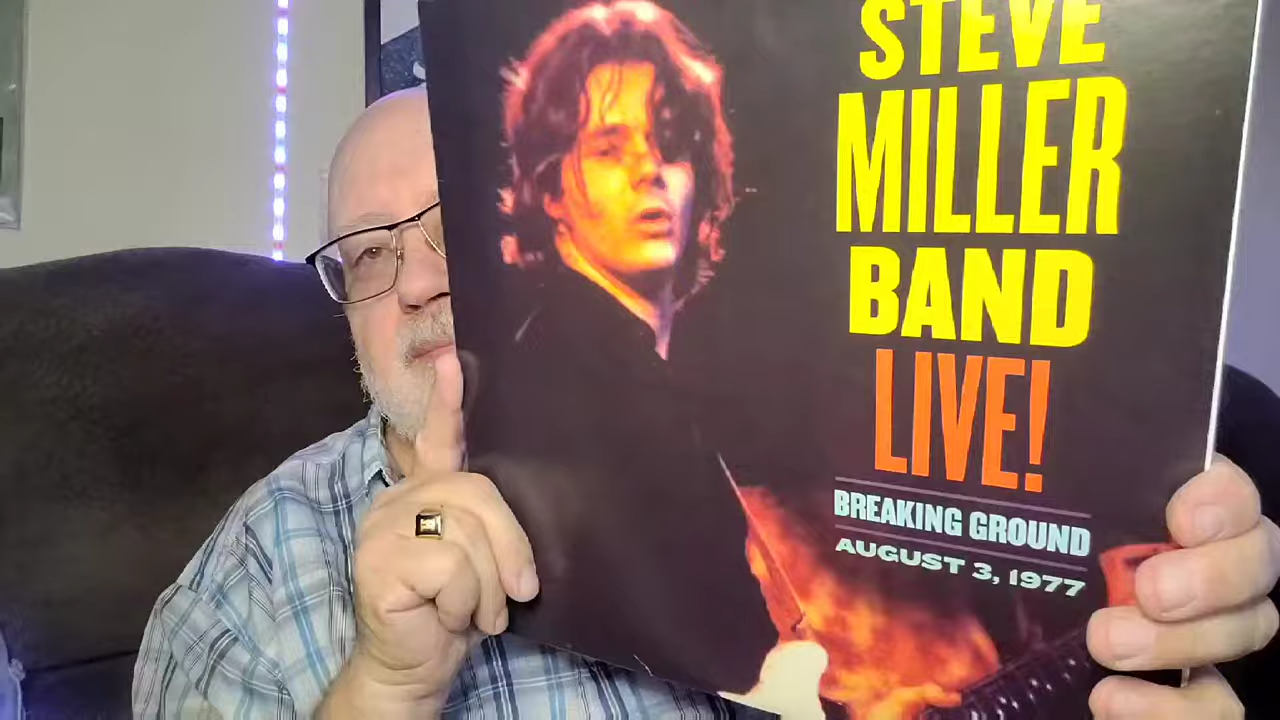 STEVE
MILLER
BAND
LIVE!
BREAKING GROUND
AUGUST 3, 1977